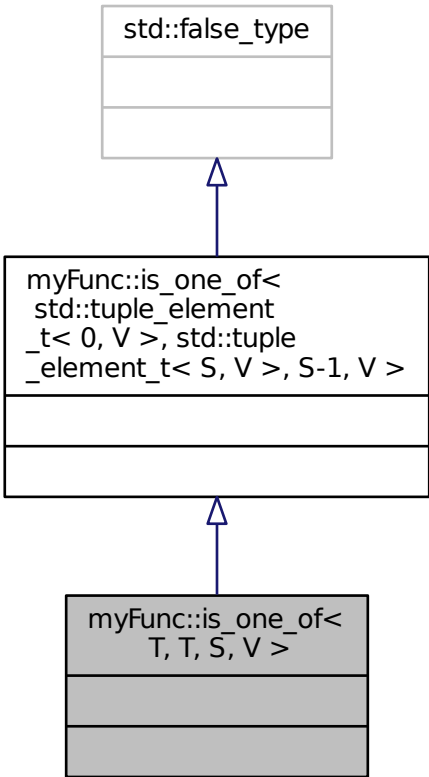 std::false_type
myFunc::is_one_of<
std::tuple_element
_t< 0, V >, std::tuple
_element_t< S, V >, S-1, V >
myFunc::is_one_of<
T, T, S, V >